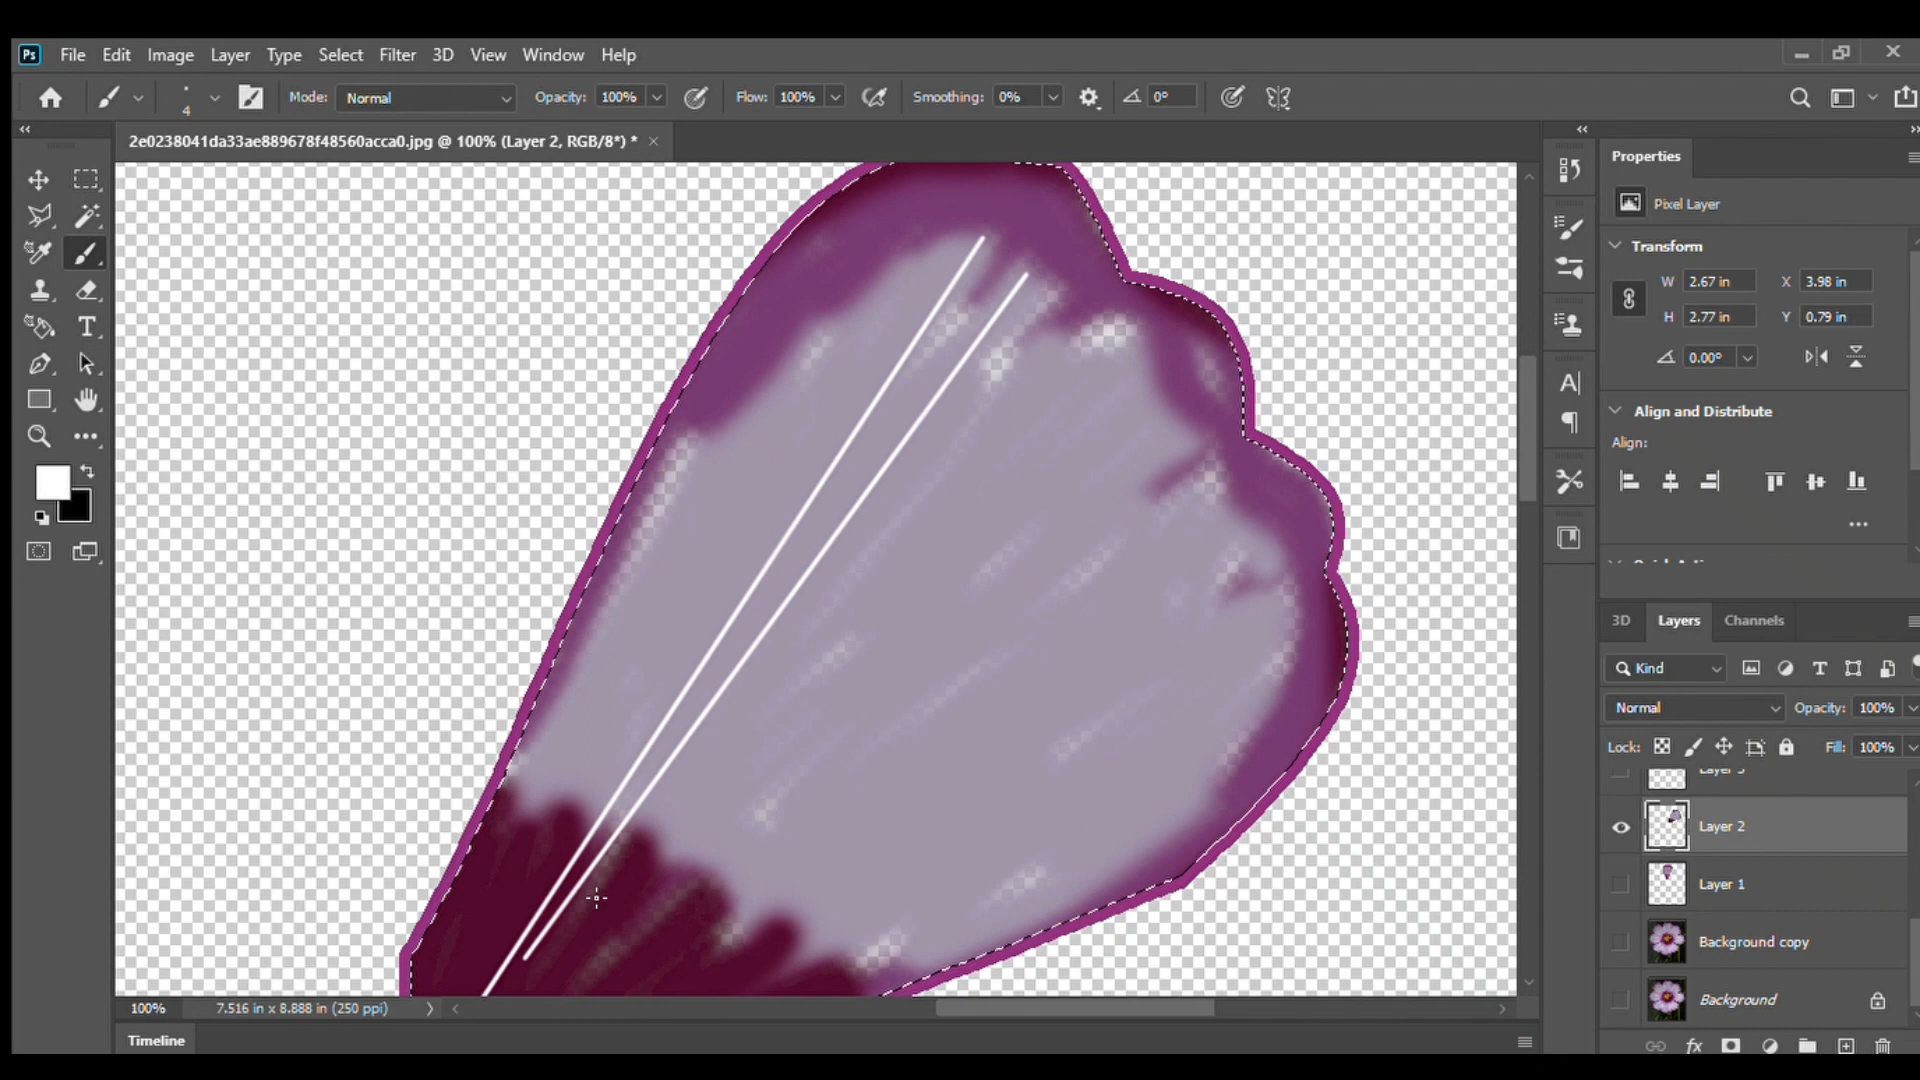 Ps File Edit Image Layer Type Select Filter 3D View Window Help
4 Mode: Normal Opacity: 100% Flow: 100% Smoothing: 0% 0°
2e0238041da33ae889678f48560acca0.jpg @ 100% (Layer 2, RGB/8*) *
Properties
Pixel Layer
Transform
W 2.67 in X 3.98 in
H 2.77 in Y 0.79 in
0.00°
Align and Distribute
Align:
3D Layers Channels
Kind
Normal Opacity: 100%
Lock: Fill: 100%
Layer 2
Layer 1
Background copy
Background
fx
100% 7.516 in x 8.888 in (250 ppi)
Timeline